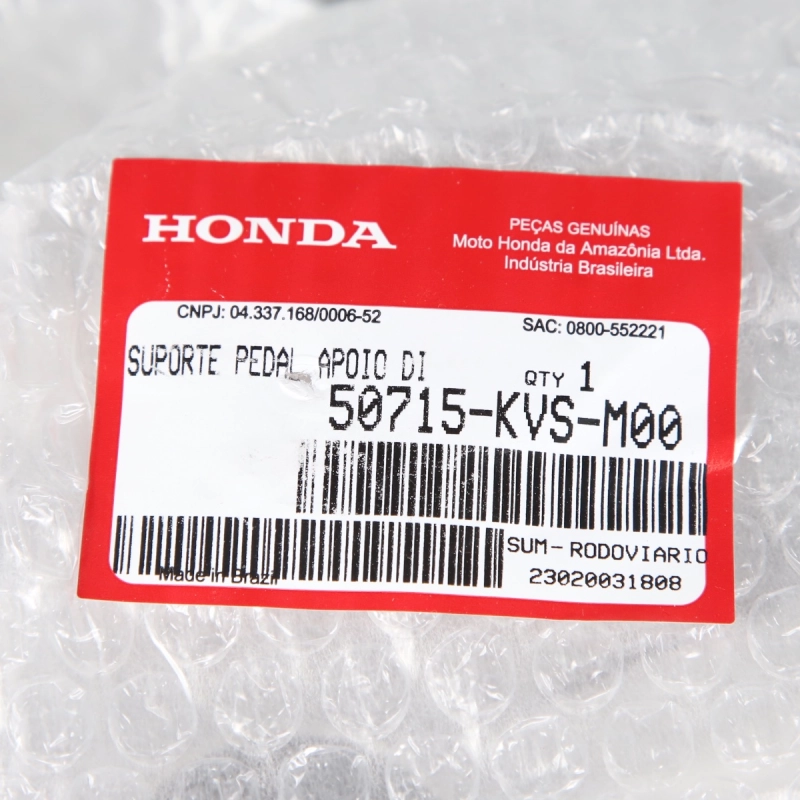 HONDA
PEÇAS GENUÍNAS
Moto Honda da Amazônia Ltda.
Indústria Brasileira
CNPJ: 04.337.168/0006-52
SAC: 0800-552221
SUPORTE PEDAL APOIO DI
QTY 1
50715-KVS-M00
SUM-RODOVIARIO
23020031808
Made in Brazil